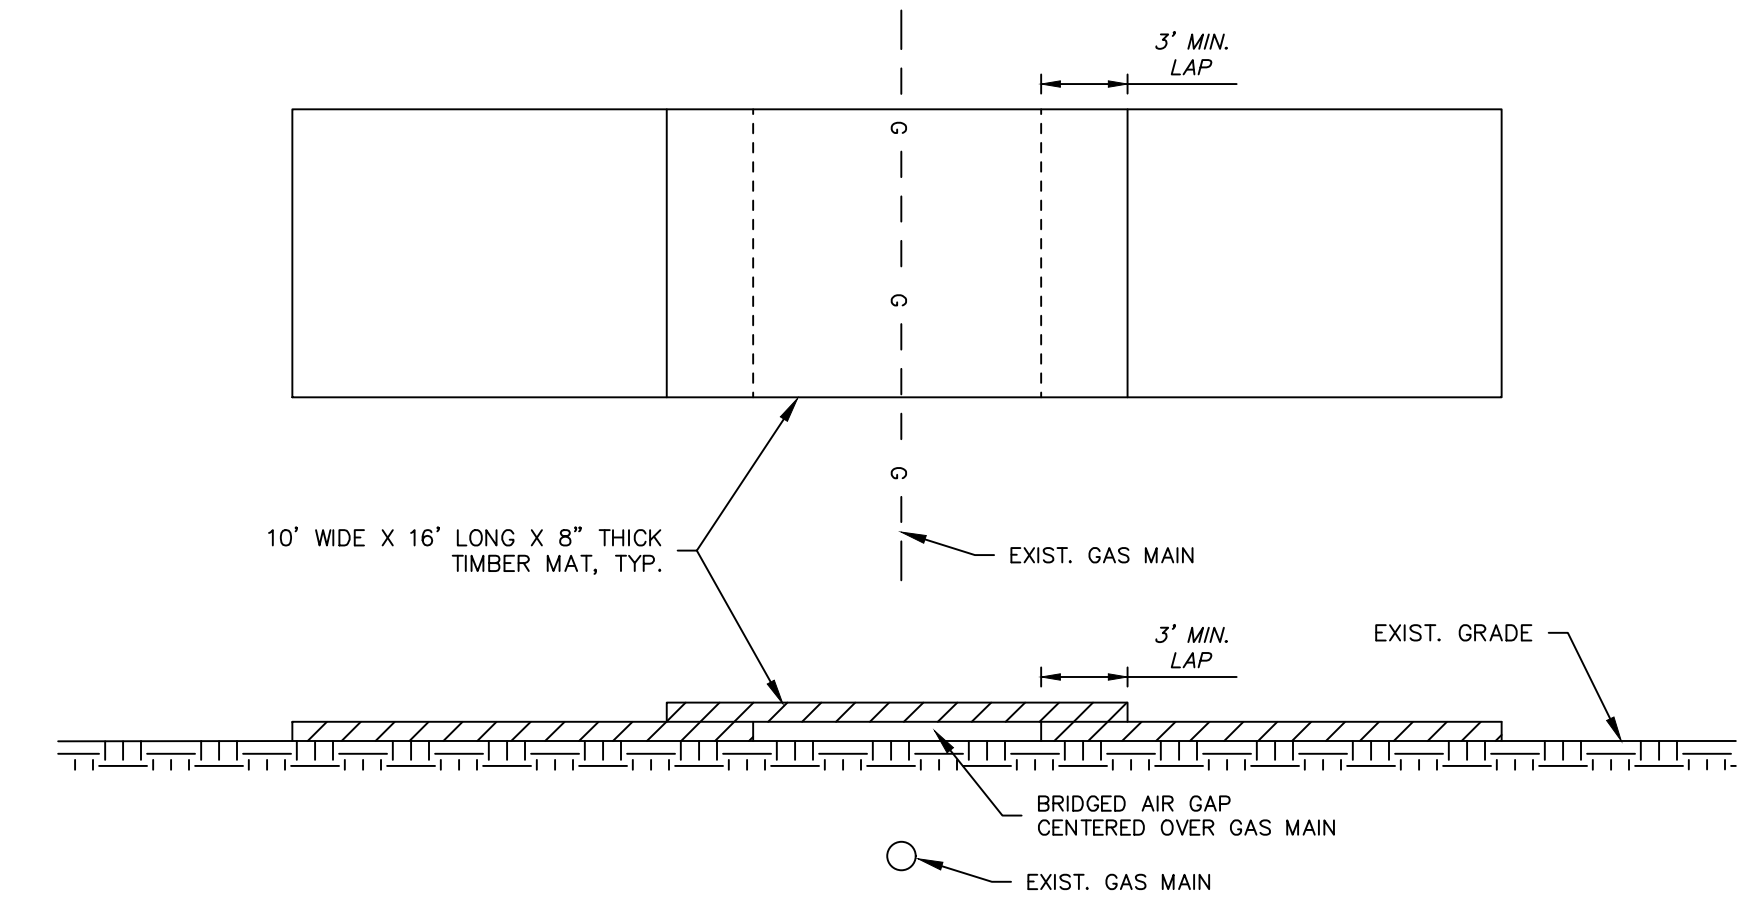 3' MIN.
LAP
G
G
G
10' WIDE X 16' LONG X 8" THICK
TIMBER MAT, TYP.
EXIST. GAS MAIN
3' MIN.
LAP
EXIST. GRADE
BRIDGED AIR GAP
CENTERED OVER GAS MAIN
EXIST. GAS MAIN